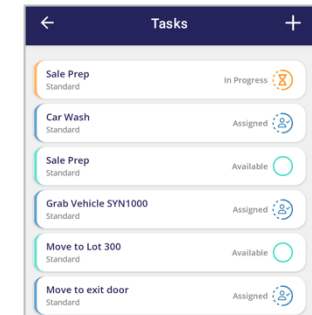 Tasks
Sale Prep
Standard
In Progress
Car Wash
Standard
Assigned
Sale Prep
Standard
Available
Grab Vehicle SYN1000
Standard
Assigned
Move to Lot 300
Standard
Available
Move to exit door
Standard
Assigned